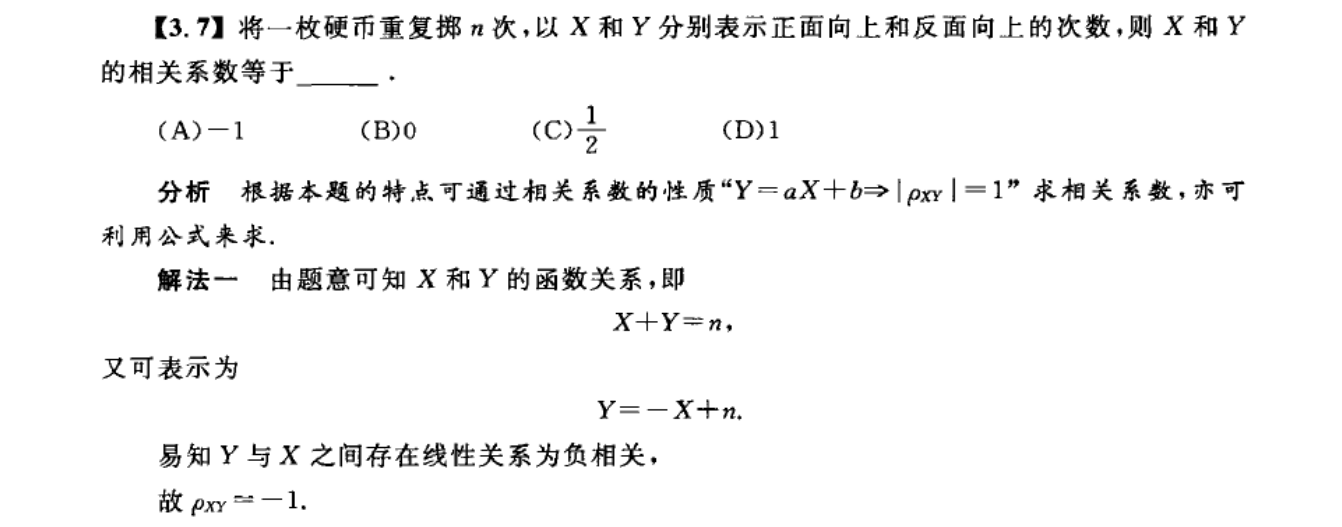 【3.7】将一枚硬币重复掷 n 次,以 X 和 Y 分别表示正面向上和反面向上的次数,则 X 和 Y
的相关系数等于______.
(A)-1 (B)0 (C)1/2 (D)1
分析 根据本题的特点可通过相关系数的性质“Y=aX+b⇒|ρXY|=1”求相关系数,亦可
利用公式来求.
解法一 由题意可知 X 和 Y 的函数关系,即
X+Y=n,
又可表示为
Y=-X+n.
易知 Y 与 X 之间存在线性关系为负相关,
故 ρXY=-1.